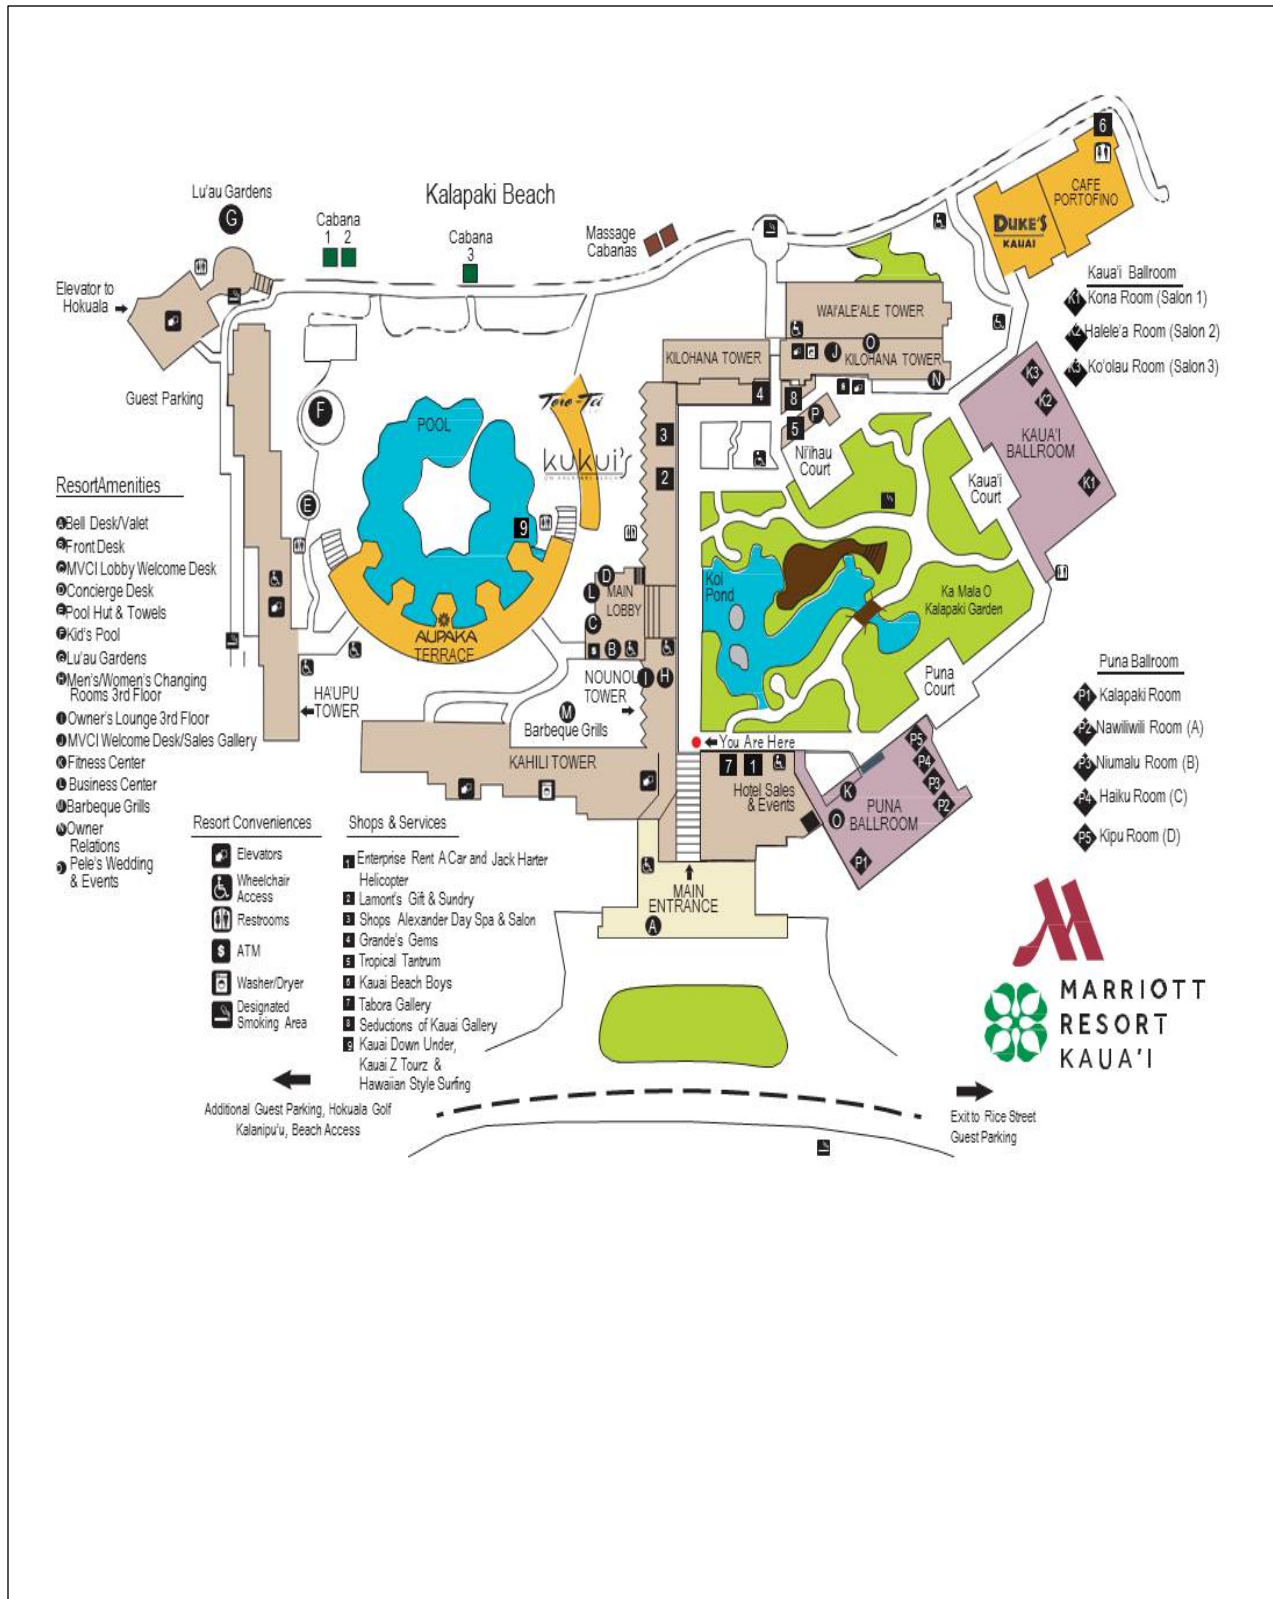 Lu'au Gardens
G
Kalapaki Beach
Cabana
1 2
Cabana
3
Massage
Cabanas
6
CAFE
PORTOFINO
DUKE'S
KAUAI
Elevator to
Hokuala
Guest Parking
WAI'ALE'ALE TOWER
O
J
KILOHANA TOWER
N
KILOHANA TOWER
4
8
P
5
3
2
Ni'ihau
Court
Kaua'i Ballroom
K1 Kona Room (Salon 1)
K2 Halele'a Room (Salon 2)
K3 Ko'olau Room (Salon 3)
K3
K2
KAUA'I
BALLROOM
K1
Kaua'i
Court
F
POOL
Toro-Tei
kukui's
ON KALAPAKI BEACH
E
9
AUPAKA
TERRACE
D
L
MAIN
LOBBY
C
$ B
Koi
Pond
Ka Mala O
Kalapaki Garden
Puna
Court
HA'UPU
TOWER
NOUNOU
TOWER
I H
M
Barbeque Grills
KAHILI TOWER
You Are Here
7 1
Hotel Sales
& Events
K
O
PUNA
BALLROOM
P5
P4
P3
P2
P1
MAIN
ENTRANCE
A
Puna Ballroom
P1 Kalapaki Room
P2 Nawiliwili Room (A)
P3 Niumalu Room (B)
P4 Haiku Room (C)
P5 Kipu Room (D)
ResortAmenities
A Bell Desk/Valet
B Front Desk
C MVCI Lobby Welcome Desk
D Concierge Desk
E Pool Hut & Towels
F Kid's Pool
G Lu'au Gardens
H Men's/Women's Changing
Rooms 3rd Floor
I Owner's Lounge 3rd Floor
J MVCI Welcome Desk/Sales Gallery
K Fitness Center
L Business Center
M Barbeque Grills
N Owner
Relations
Pele's Wedding
& Events
Resort Conveniences
Elevators
Wheelchair
Access
Restrooms
$ ATM
Washer/Dryer
Designated
Smoking Area
Shops & Services
1 Enterprise Rent A Car and Jack Harter
Helicopter
2 Lamont's Gift & Sundry
3 Shops Alexander Day Spa & Salon
4 Grande's Gems
5 Tropical Tantrum
6 Kauai Beach Boys
7 Tabora Gallery
8 Seductions of Kauai Gallery
9 Kauai Down Under,
Kauai Z Tourz &
Hawaiian Style Surfing
Additional Guest Parking, Hokuala Golf
Kalanipu'u, Beach Access
Exit to Rice Street
Guest Parking
MARRIOTT
RESORT
KAUA'I